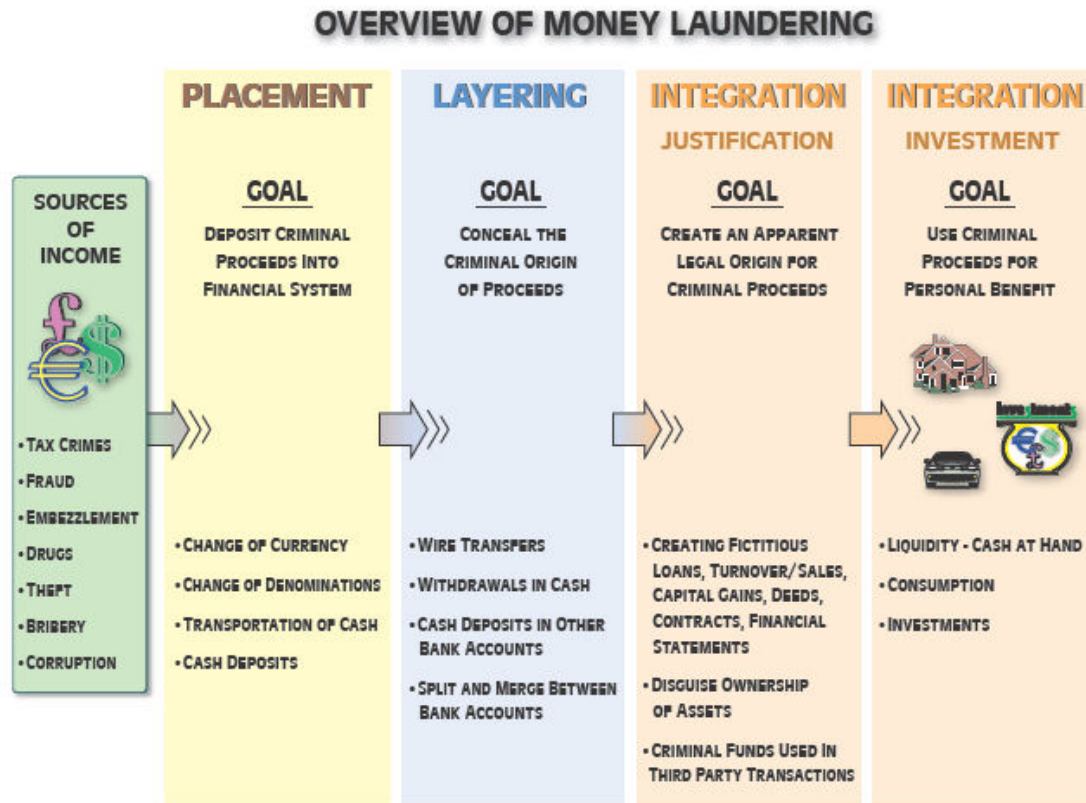 OVERVIEW OF MONEY LAUNDERING
SOURCES
OF
INCOME
• TAX CRIMES
• FRAUD
• EMBEZZLEMENT
• DRUGS
• THEFT
• BRIBERY
• CORRUPTION
PLACEMENT
GOAL
DEPOSIT CRIMINAL
PROCEEDS INTO
FINANCIAL SYSTEM
• CHANGE OF CURRENCY
• CHANGE OF DENOMINATIONS
• TRANSPORTATION OF CASH
• CASH DEPOSITS
LAYERING
GOAL
CONCEAL THE
CRIMINAL ORIGIN
OF PROCEEDS
• WIRE TRANSFERS
• WITHDRAWALS IN CASH
• CASH DEPOSITS IN OTHER
BANK ACCOUNTS
• SPLIT AND MERGE BETWEEN
BANK ACCOUNTS
INTEGRATION
JUSTIFICATION
GOAL
CREATE AN APPARENT
LEGAL ORIGIN FOR
CRIMINAL PROCEEDS
• CREATING FICTITIOUS
LOANS, TURNOVER/SALES,
CAPITAL GAINS, DEEDS,
CONTRACTS, FINANCIAL
STATEMENTS
• DISGUISE OWNERSHIP
OF ASSETS
• CRIMINAL FUNDS USED IN
THIRD PARTY TRANSACTIONS
INTEGRATION
INVESTMENT
GOAL
USE CRIMINAL
PROCEEDS FOR
PERSONAL BENEFIT
Investments
• LIQUIDITY - CASH AT HAND
• CONSUMPTION
• INVESTMENTS